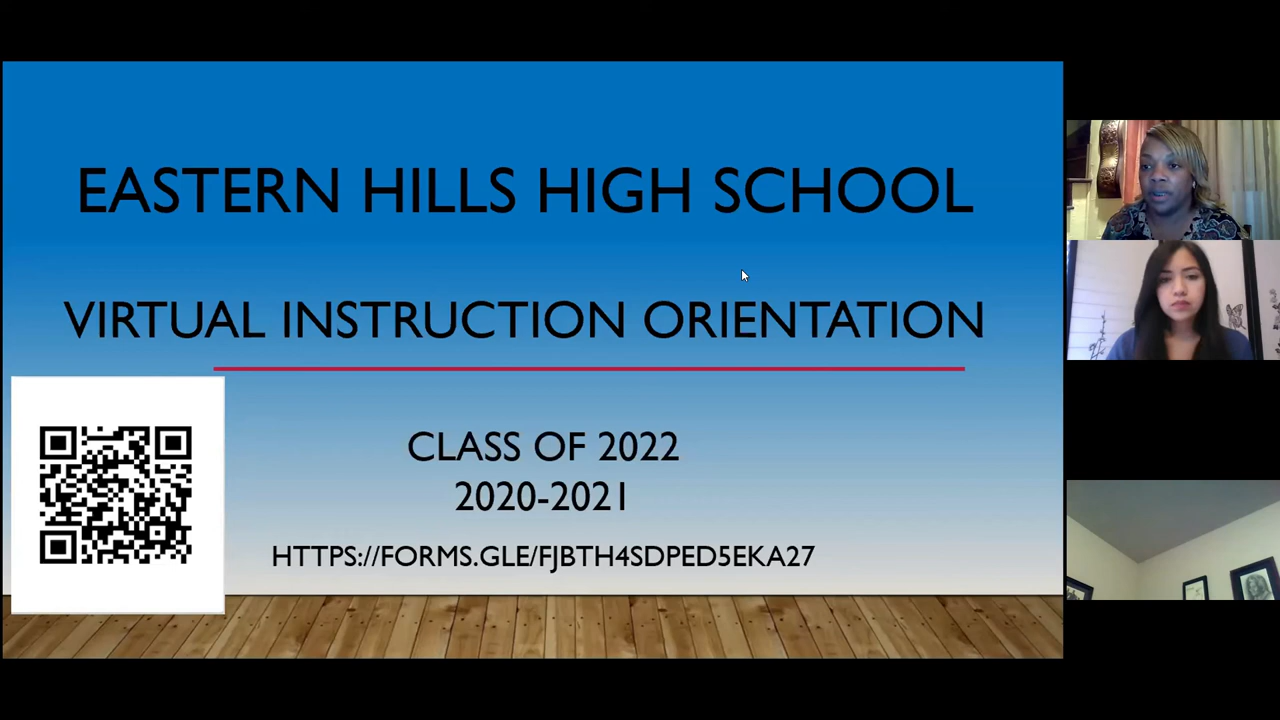 EASTERN HILLS HIGH SCHOOL
VIRTUAL INSTRUCTION ORIENTATION
CLASS OF 2022
2020-2021
HTTPS://FORMS.GLE/FJBTH4SDPED5EKA27